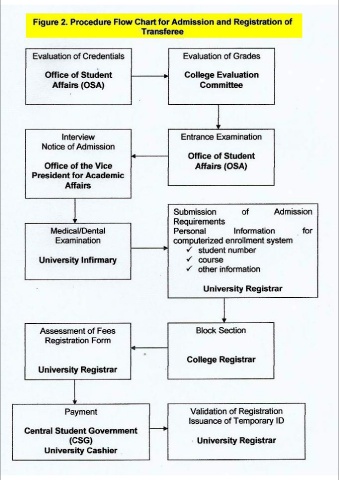 Figure 2. Procedure Flow Chart for Admission and Registration of
Transferee
Evaluation of Credentials
Office of Student
Affairs (OSA)
Evaluation of Grades
College Evaluation
Committee
Entrance Examination
Office of Student
Affairs (OSA)
Interview
Notice of Admission
Office of the Vice
President for Academic
Affairs
Medical/Dental
Examination
University Infirmary
Submission of Admission
Requirements
Personal Information for
computerized enrollment system
✓ student number
✓ course
✓ other information
University Registrar
Block Section
College Registrar
Assessment of Fees
Registration Form
University Registrar
Payment
Central Student Government
(CSG)
University Cashier
Validation of Registration
Issuance of Temporary ID
University Registrar